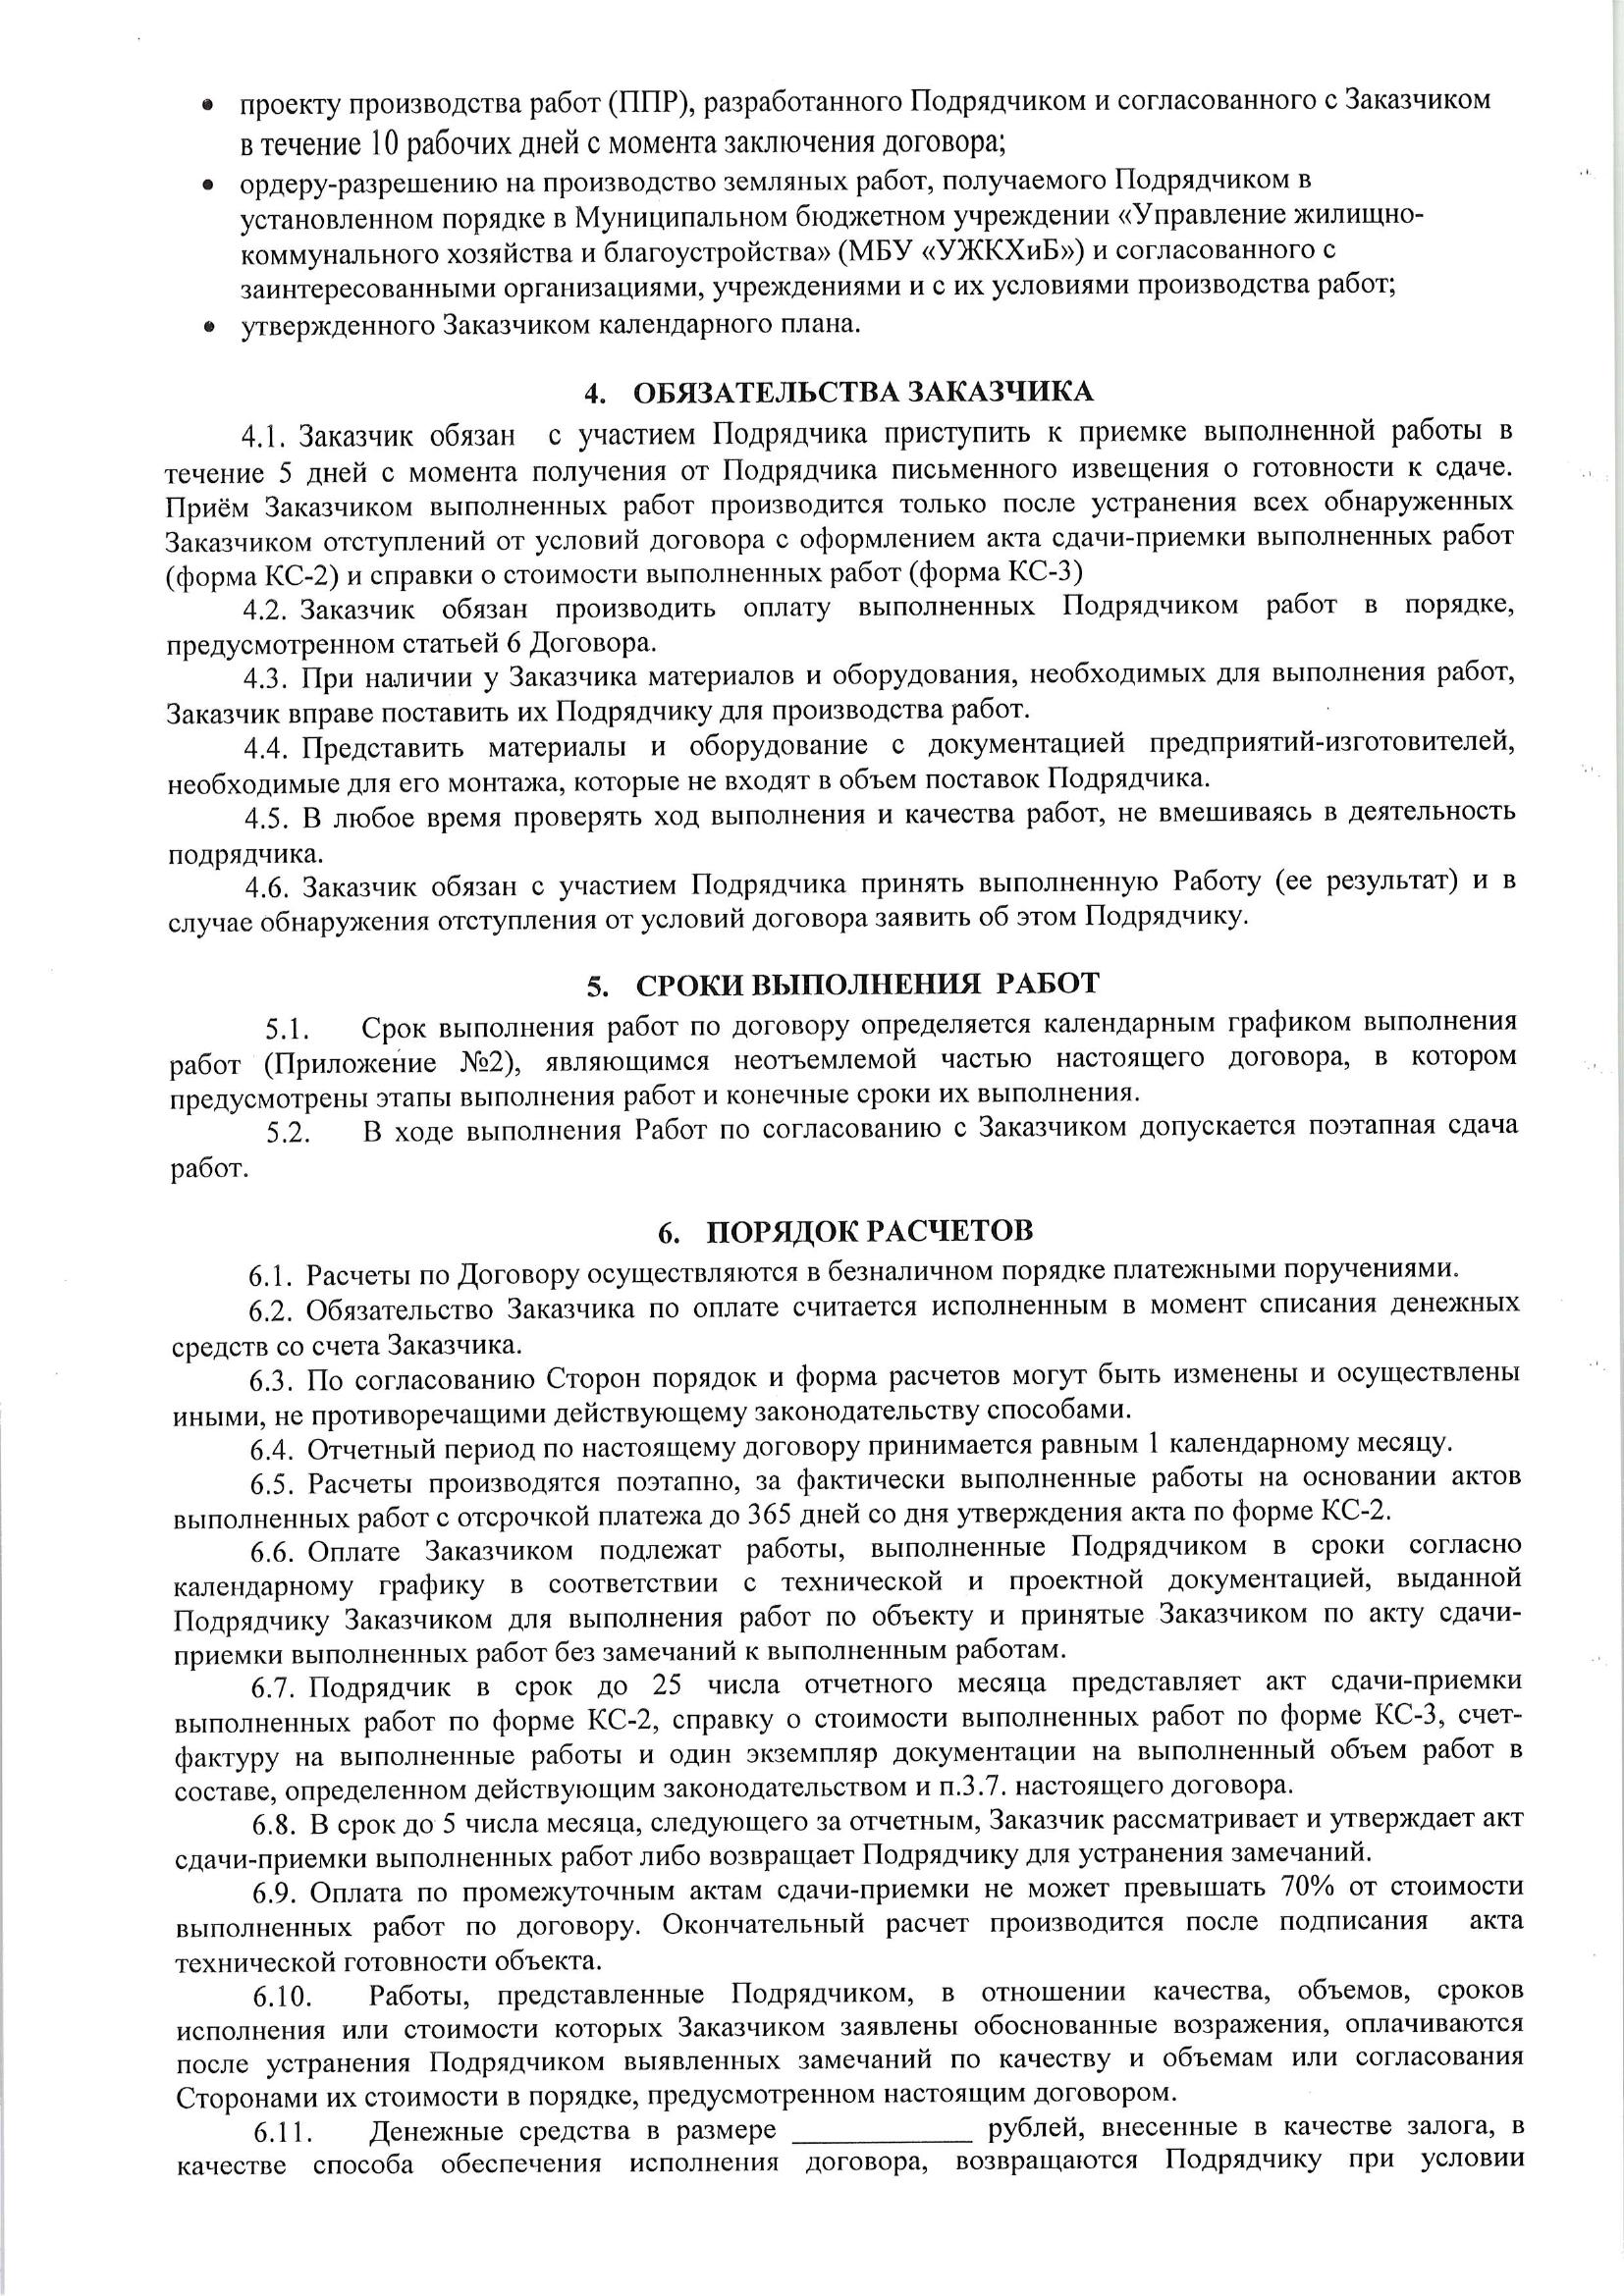 • проекту производства работ (ППР), разработанного Подрядчиком и согласованного с Заказчиком
в течение 10 рабочих дней с момента заключения договора;
• ордеру-разрешению на производство земляных работ, получаемого Подрядчиком в
установленном порядке в Муниципальном бюджетном учреждении «Управление жилищно-
коммунального хозяйства и благоустройства» (МБУ «УЖКХиБ») и согласованного с
заинтересованными организациями, учреждениями и с их условиями производства работ;
• утвержденного Заказчиком календарного плана.
4. ОБЯЗАТЕЛЬСТВА ЗАКАЗЧИКА
4.1. Заказчик обязан с участием Подрядчика приступить к приемке выполненной работы в
течение 5 дней с момента получения от Подрядчика письменного извещения о готовности к сдаче.
Приём Заказчиком выполненных работ производится только после устранения всех обнаруженных
Заказчиком отступлений от условий договора с оформлением акта сдачи-приемки выполненных работ
(форма КС-2) и справки о стоимости выполненных работ (форма КС-3)
4.2. Заказчик обязан производить оплату выполненных Подрядчиком работ в порядке,
предусмотренном статьей 6 Договора.
4.3. При наличии у Заказчика материалов и оборудования, необходимых для выполнения работ,
Заказчик вправе поставить их Подрядчику для производства работ.
4.4. Представить материалы и оборудование с документацией предприятий-изготовителей,
необходимые для его монтажа, которые не входят в объем поставок Подрядчика.
4.5. В любое время проверять ход выполнения и качества работ, не вмешиваясь в деятельность
подрядчика.
4.6. Заказчик обязан с участием Подрядчика принять выполненную Работу (ее результат) и в
случае обнаружения отступления от условий договора заявить об этом Подрядчику.
5. СРОКИ ВЫПОЛНЕНИЯ РАБОТ
5.1. Срок выполнения работ по договору определяется календарным графиком выполнения
работ (Приложение №2), являющимся неотъемлемой частью настоящего договора, в котором
предусмотрены этапы выполнения работ и конечные сроки их выполнения.
5.2. В ходе выполнения Работ по согласованию с Заказчиком допускается поэтапная сдача
работ.
6. ПОРЯДОК РАСЧЕТОВ
6.1. Расчеты по Договору осуществляются в безналичном порядке платежными поручениями.
6.2. Обязательство Заказчика по оплате считается исполненным в момент списания денежных
средств со счета Заказчика.
6.3. По согласованию Сторон порядок и форма расчетов могут быть изменены и осуществлены
иными, не противоречащими действующему законодательству способами.
6.4. Отчетный период по настоящему договору принимается равным 1 календарному месяцу.
6.5. Расчеты производятся поэтапно, за фактически выполненные работы на основании актов
выполненных работ с отсрочкой платежа до 365 дней со дня утверждения акта по форме КС-2.
6.6. Оплате Заказчиком подлежат работы, выполненные Подрядчиком в сроки согласно
календарному графику в соответствии с технической и проектной документацией, выданной
Подрядчику Заказчиком для выполнения работ по объекту и принятые Заказчиком по акту сдачи-
приемки выполненных работ без замечаний к выполненным работам.
6.7. Подрядчик в срок до 25 числа отчетного месяца представляет акт сдачи-приемки
выполненных работ по форме КС-2, справку о стоимости выполненных работ по форме КС-3, счет-
фактуру на выполненные работы и один экземпляр документации на выполненный объем работ в
составе, определенном действующим законодательством и п.3.7. настоящего договора.
6.8. В срок до 5 числа месяца, следующего за отчетным, Заказчик рассматривает и утверждает акт
сдачи-приемки выполненных работ либо возвращает Подрядчику для устранения замечаний.
6.9. Оплата по промежуточным актам сдачи-приемки не может превышать 70% от стоимости
выполненных работ по договору. Окончательный расчет производится после подписания акта
технической готовности объекта.
6.10. Работы, представленные Подрядчиком, в отношении качества, объемов, сроков
исполнения или стоимости которых Заказчиком заявлены обоснованные возражения, оплачиваются
после устранения Подрядчиком выявленных замечаний по качеству и объемам или согласования
Сторонами их стоимости в порядке, предусмотренном настоящим договором.
6.11. Денежные средства в размере ____________ рублей, внесенные в качестве залога, в
качестве способа обеспечения исполнения договора, возвращаются Подрядчику при условии